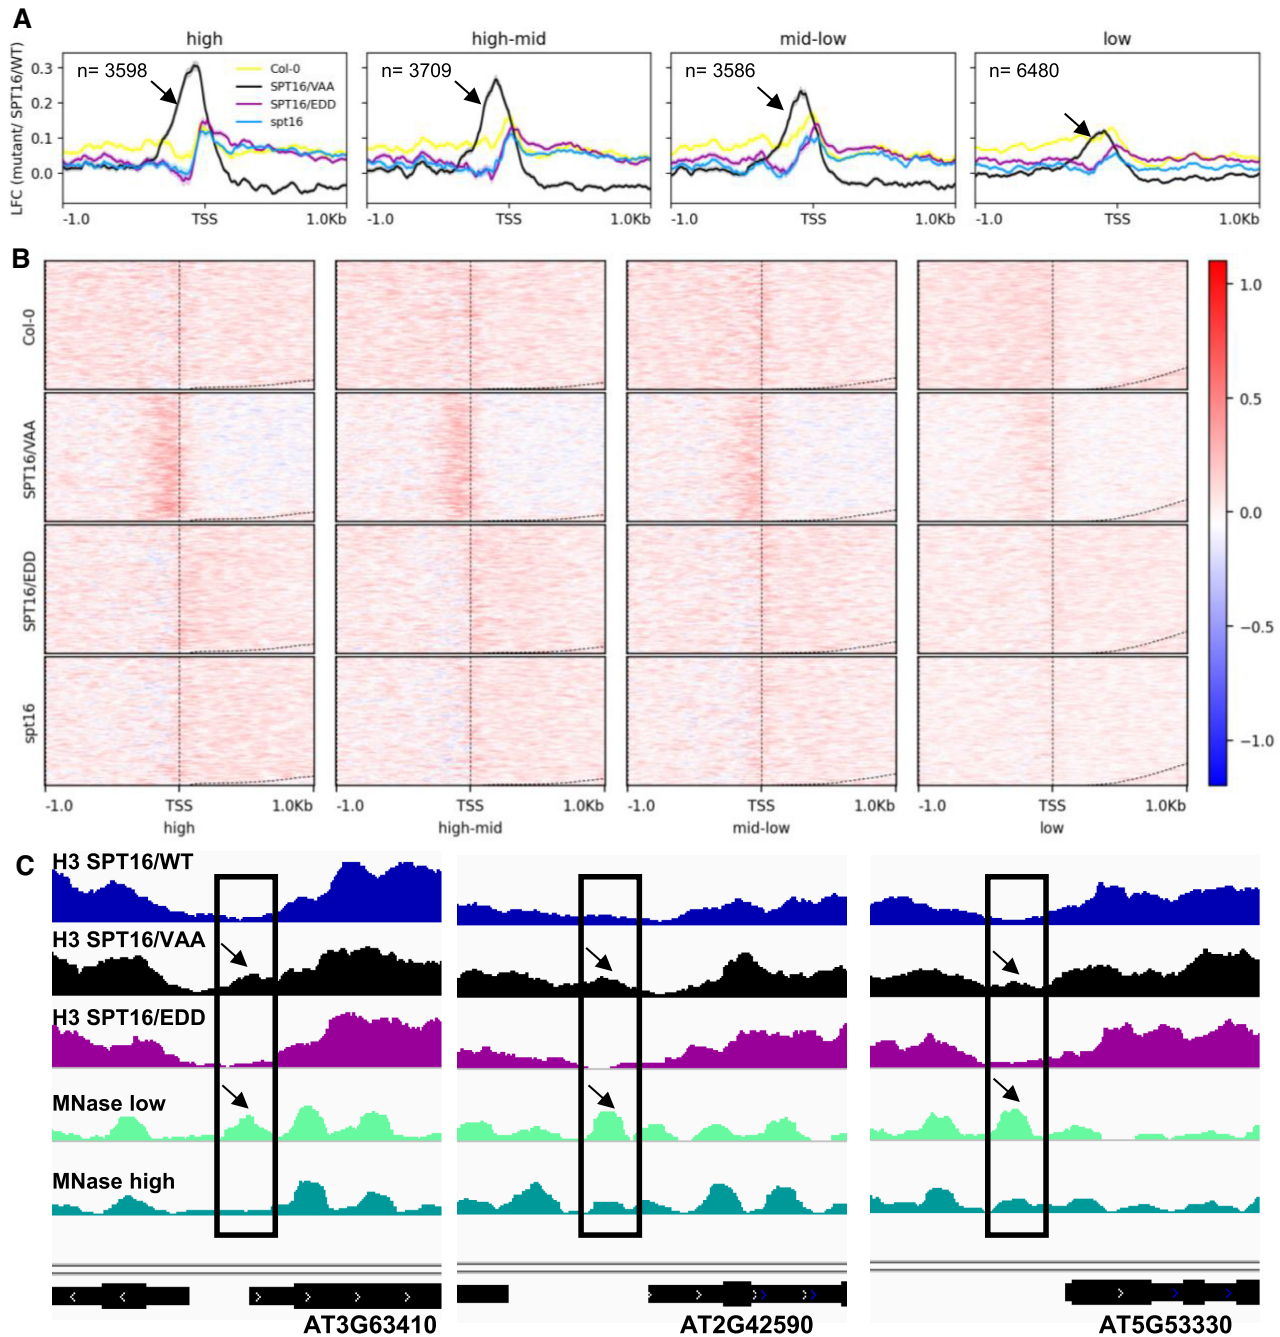 A
high
high-mid
mid-low
low
LFC (mutant/ SPT16/WT)
0.3
0.2
0.1
0.0
n= 3598
Col-0
SPT16/VAA
SPT16/EDD
spt16
n= 3709
n= 3586
n= 6480
-1.0 TSS 1.0Kb
-1.0 TSS 1.0Kb
-1.0 TSS 1.0Kb
-1.0 TSS 1.0Kb
B
Col-0
SPT16/VAA
SPT16/EDD
spt16
1.0
0.5
0.0
−0.5
−1.0
-1.0 TSS 1.0Kb
high
-1.0 TSS 1.0Kb
high-mid
-1.0 TSS 1.0Kb
mid-low
-1.0 TSS 1.0Kb
low
C
H3 SPT16/WT
H3 SPT16/VAA
H3 SPT16/EDD
MNase low
MNase high
AT3G63410
AT2G42590
AT5G53330